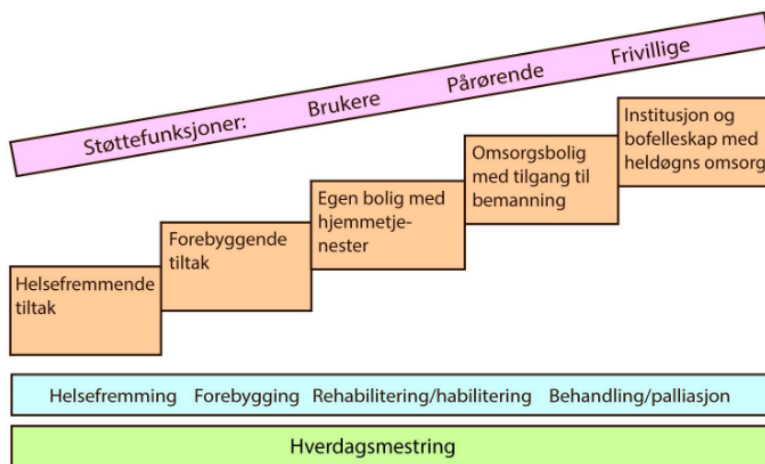 Støttefunksjoner: Brukere Pårørende Frivillige
Helsefremmende
tiltak
Forebyggende
tiltak
Egen bolig med
hjemmetje-
nester
Omsorgsbolig
med tilgang til
bemanning
Institusjon og
bofelleskap med
heldøgns omsorg
Helsefremming Forebygging Rehabilitering/habilitering Behandling/palliasjon
Hverdagsmestring